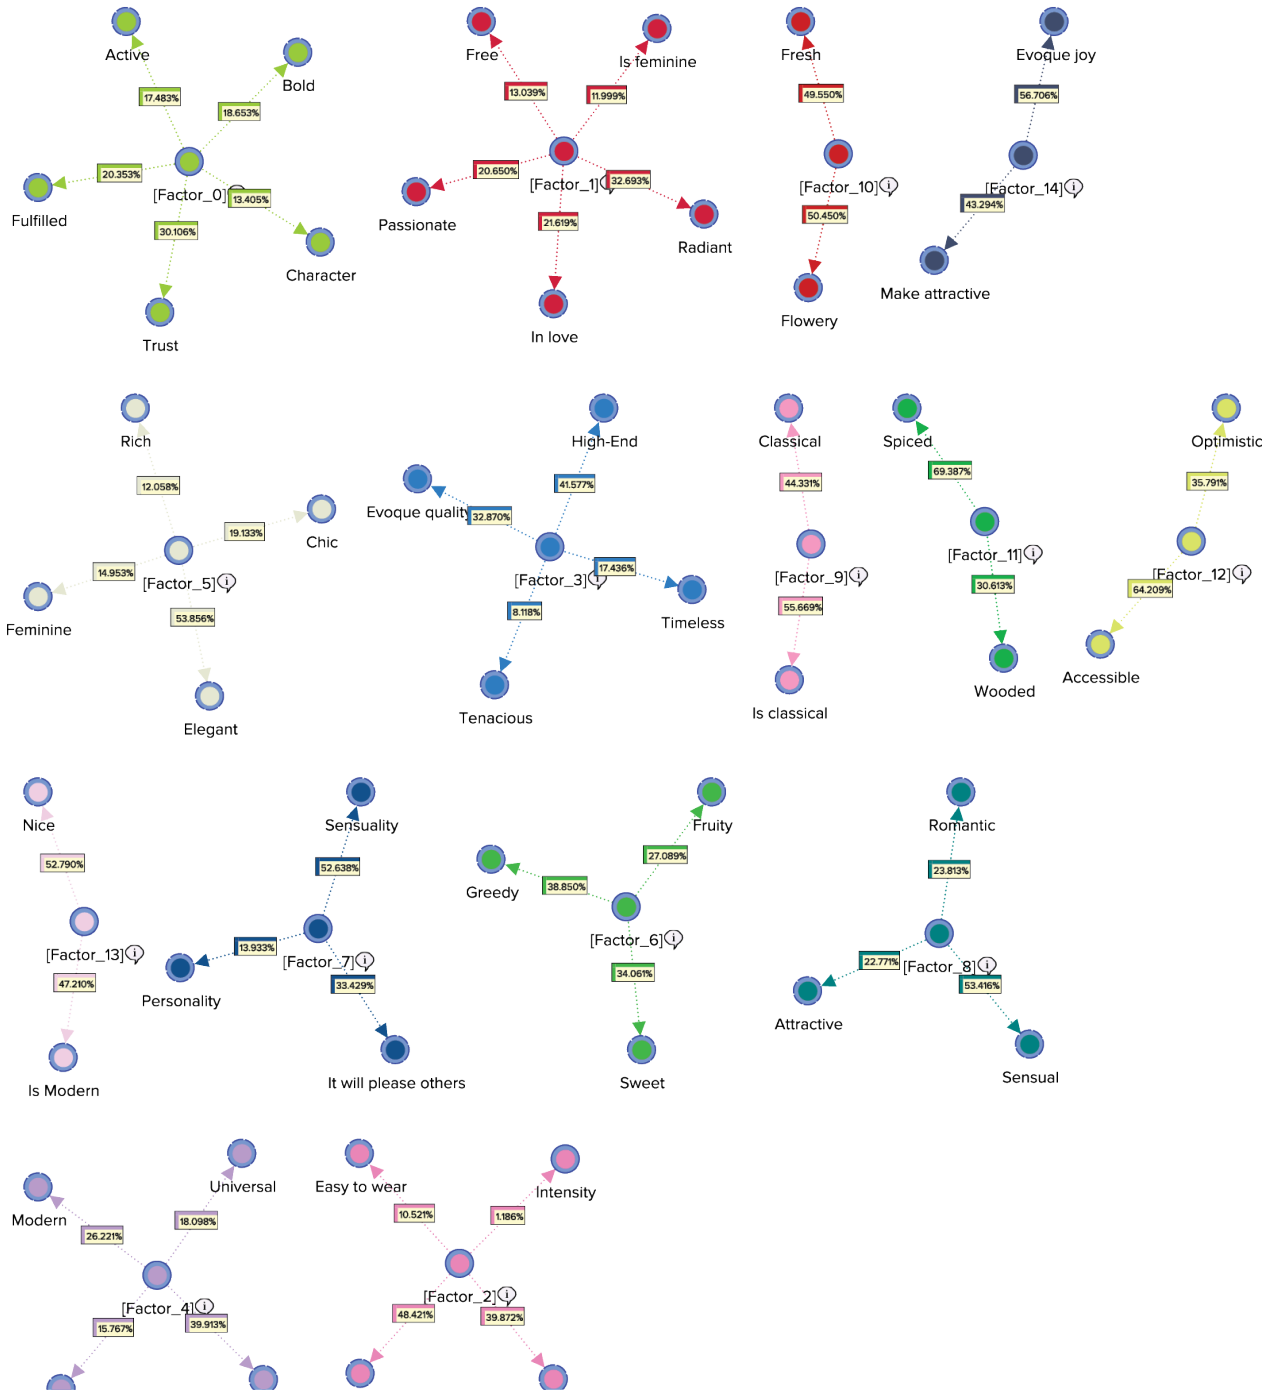 Active
Bold
17.483%
18.653%
20.353%
[Factor_0]
13.405%
Fulfilled
30.106%
Character
Trust
Free
Is feminine
13.039%
11.999%
20.650%
[Factor_1]
i
32.693%
Passionate
21.619%
Radiant
In love
Fresh
49.550%
[Factor_10]
i
50.450%
Flowery
Evoque joy
56.706%
[Factor_14]
i
43.294%
Make attractive
Rich
12.058%
19.133%
Chic
14.953%
[Factor_5]
i
53.856%
Feminine
Elegant
High-End
41.577%
Evoque quality
32.870%
[Factor_3]
i
17.436%
8.118%
Timeless
Tenacious
Classical
44.331%
[Factor_9]
i
55.669%
Is classical
Spiced
69.387%
[Factor_11]
i
30.613%
Wooded
Optimistic
35.791%
[Factor_12]
i
64.209%
Accessible
Nice
52.790%
[Factor_13]
i
47.210%
Is Modern
Sensuality
52.638%
13.933%
[Factor_7]
i
33.429%
Personality
It will please others
Fruity
27.089%
Greedy
38.850%
[Factor_6]
i
34.061%
Sweet
Romantic
23.813%
22.771%
[Factor_8]
i
53.416%
Attractive
Sensual
Universal
Modern
18.098%
26.221%
[Factor_4]
i
15.767%
39.913%
Easy to wear
Intensity
10.521%
1.186%
[Factor_2]
i
48.421%
39.872%